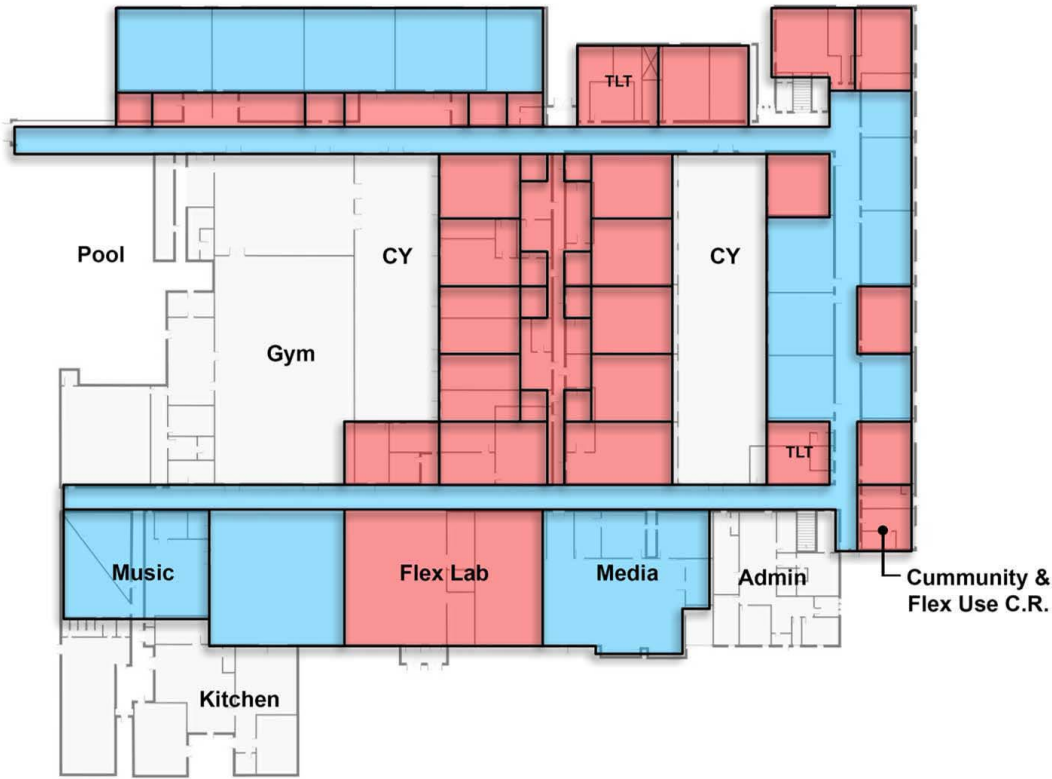 TLT
Pool
CY
CY
Gym
TLT
Music
Flex Lab
Media
Admin
Cummunity &
Flex Use C.R.
Kitchen